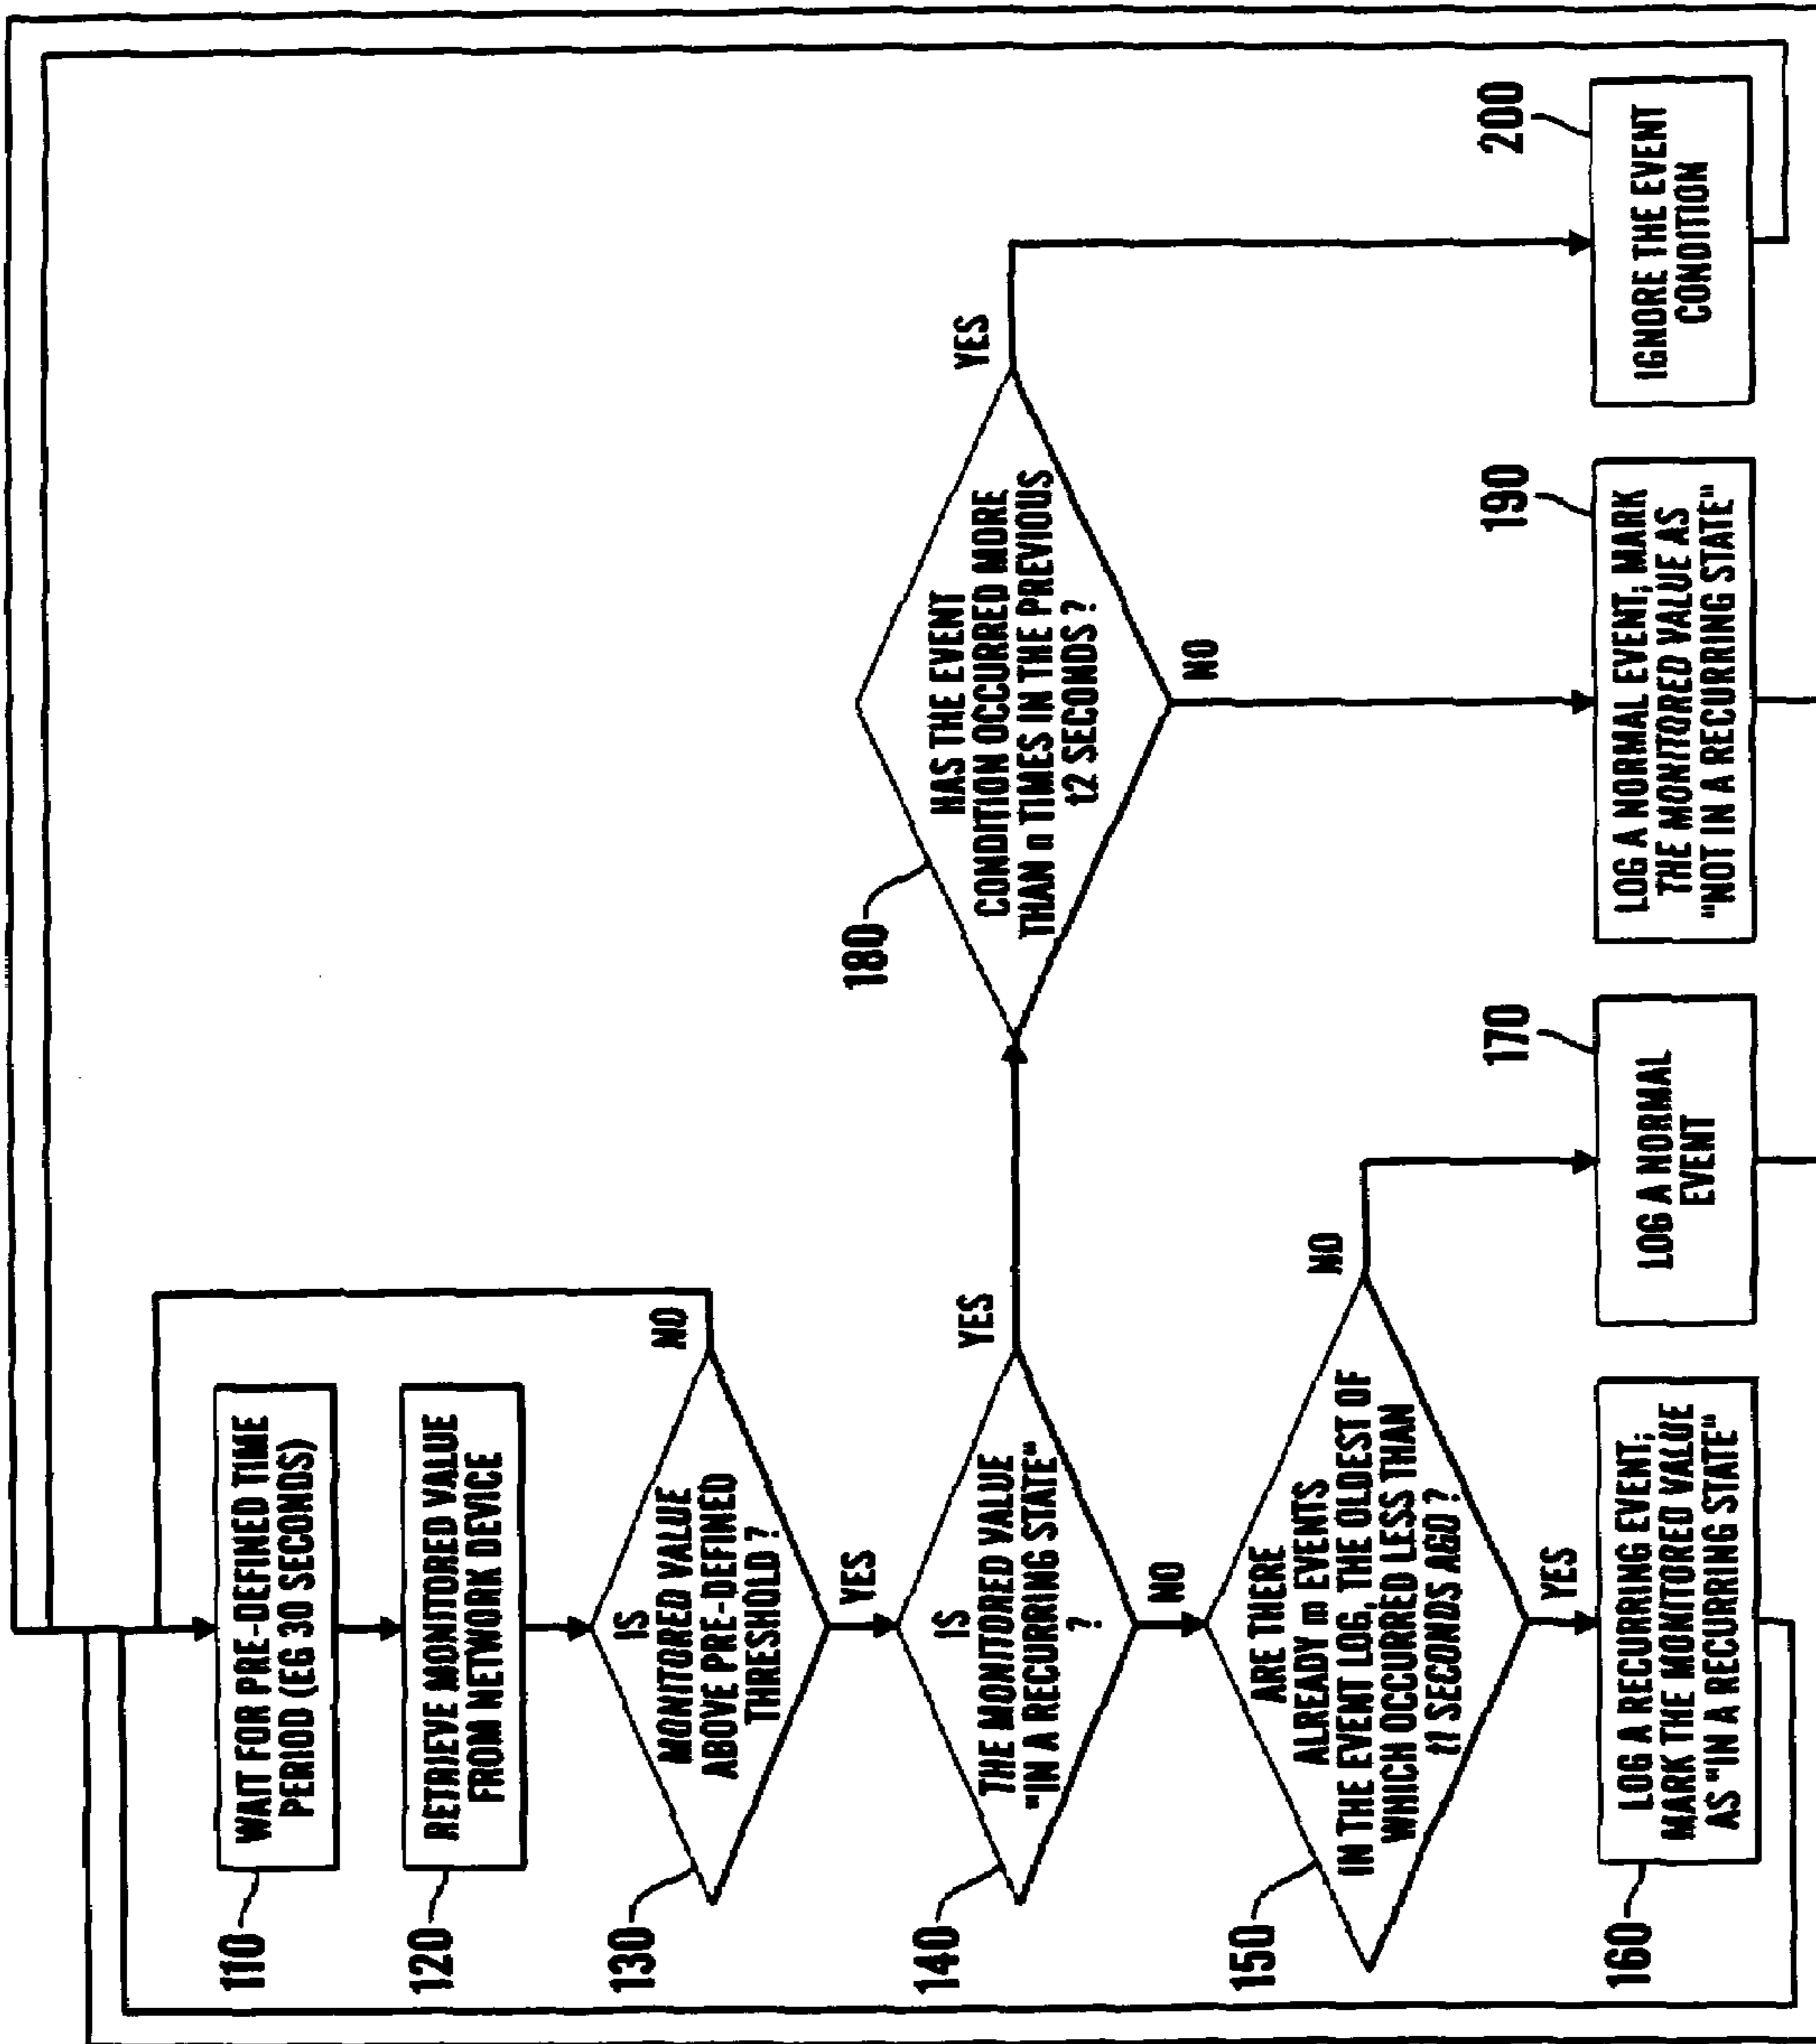 110
WAIT FOR PRE-DEFINED TIME
PERIOD (EG 30 SECONDS)
120
RETRIEVE MONITORED VALUE
FROM NETWORK DEVICE
130
IS
MONITORED VALUE
ABOVE PRE-DEFINED
THRESHOLD ?
NO
YES
140
IS
THE MONITORED VALUE
"IN A RECURRING STATE"
?
YES
NO
150
ARE THERE
ALREADY m EVENTS
IN THE EVENT LOG, THE OLDEST OF
WHICH OCCURRED LESS THAN
t1 SECONDS AGO ?
NO
YES
160
LOG A RECURRING EVENT;
MARK THE MONITORED VALUE
AS "IN A RECURRING STATE"
170
LOG A NORMAL
EVENT
180
HAS THE EVENT
CONDITION OCCURRED MORE
THAN n TIMES IN THE PREVIOUS
t2 SECONDS ?
YES
NO
190
LOG A NORMAL EVENT; MARK
THE MONITORED VALUE AS
"NOT IN A RECURRING STATE"
200
IGNORE THE EVENT
CONDITION